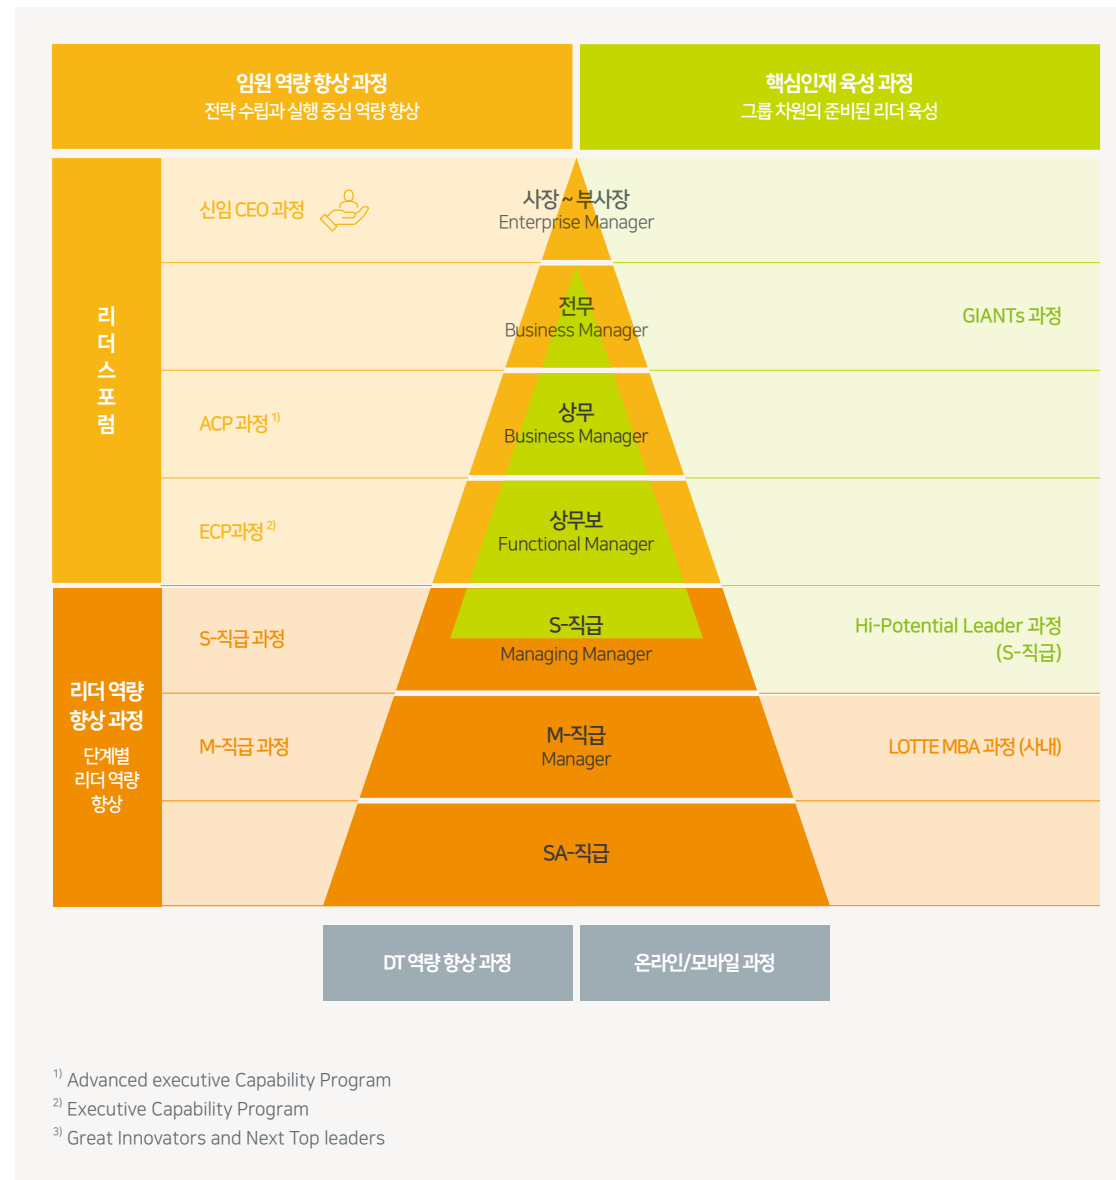 임원 역량 향상 과정
전략 수립과 실행 중심 역량 향상
핵심인재 육성 과정
그룹 차원의 준비된 리더 육성
리
더
스
포
럼
신임 CEO 과정
사장 ~ 부사장
Enterprise Manager
전무
Business Manager
GIANTs 과정
ACP 과정 1)
상무
Business Manager
ECP과정 2)
상무보
Functional Manager
리더 역량
향상 과정
단계별
리더 역량
향상
S-직급 과정
S-직급
Managing Manager
Hi-Potential Leader 과정
(S-직급)
M-직급 과정
M-직급
Manager
LOTTE MBA 과정 (사내)
SA-직급
DT 역량 향상 과정
온라인/모바일 과정
1) Advanced executive Capability Program
2) Executive Capability Program
3) Great Innovators and Next Top leaders